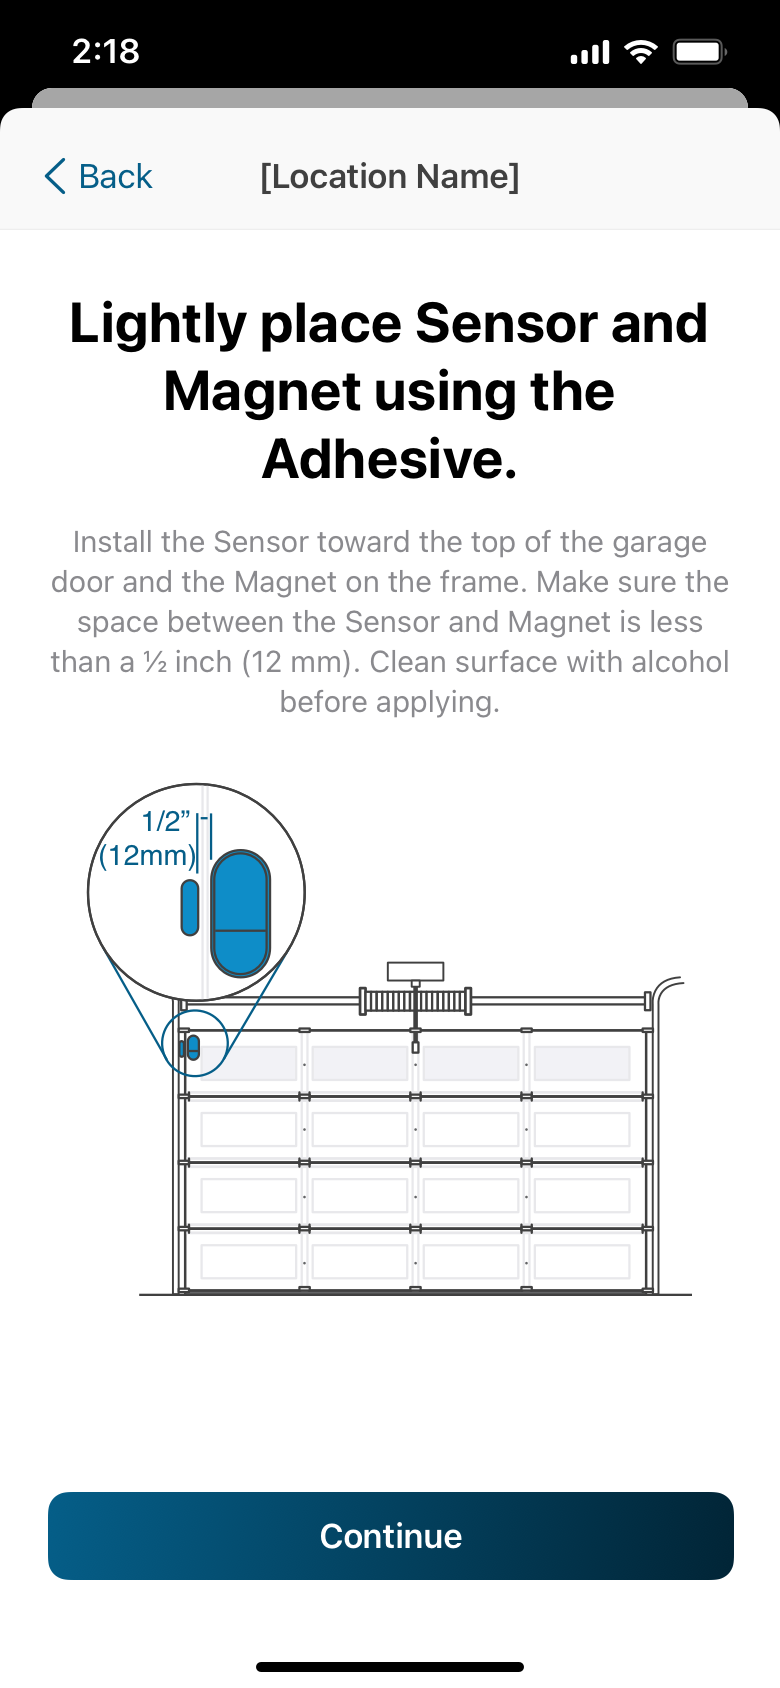 2:18
Back
[Location Name]
Lightly place Sensor and
Magnet using the
Adhesive.
Install the Sensor toward the top of the garage
door and the Magnet on the frame. Make sure the
space between the Sensor and Magnet is less
than a ½ inch (12 mm). Clean surface with alcohol
before applying.
1/2”
(12mm)
Continue